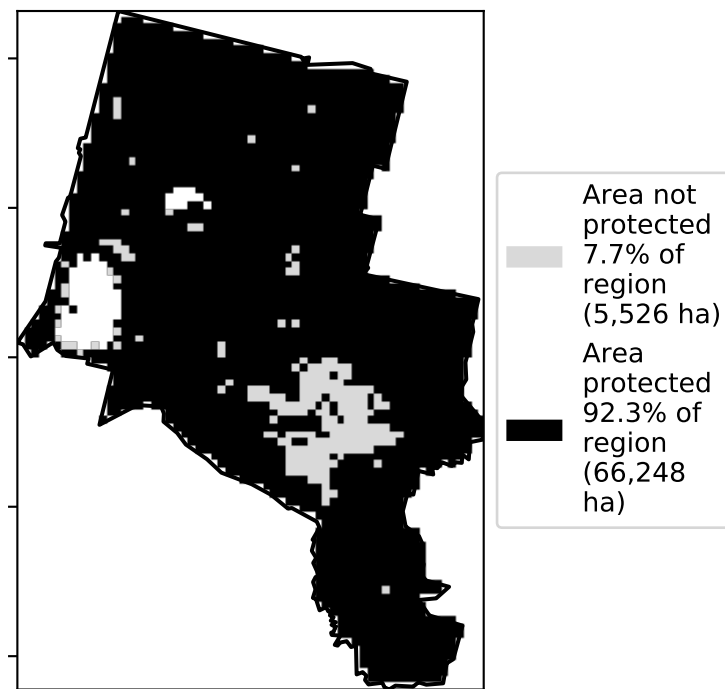 Area not
protected
7.7% of
region
(5,526 ha)
Area
protected
92.3% of
region
(66,248
ha)